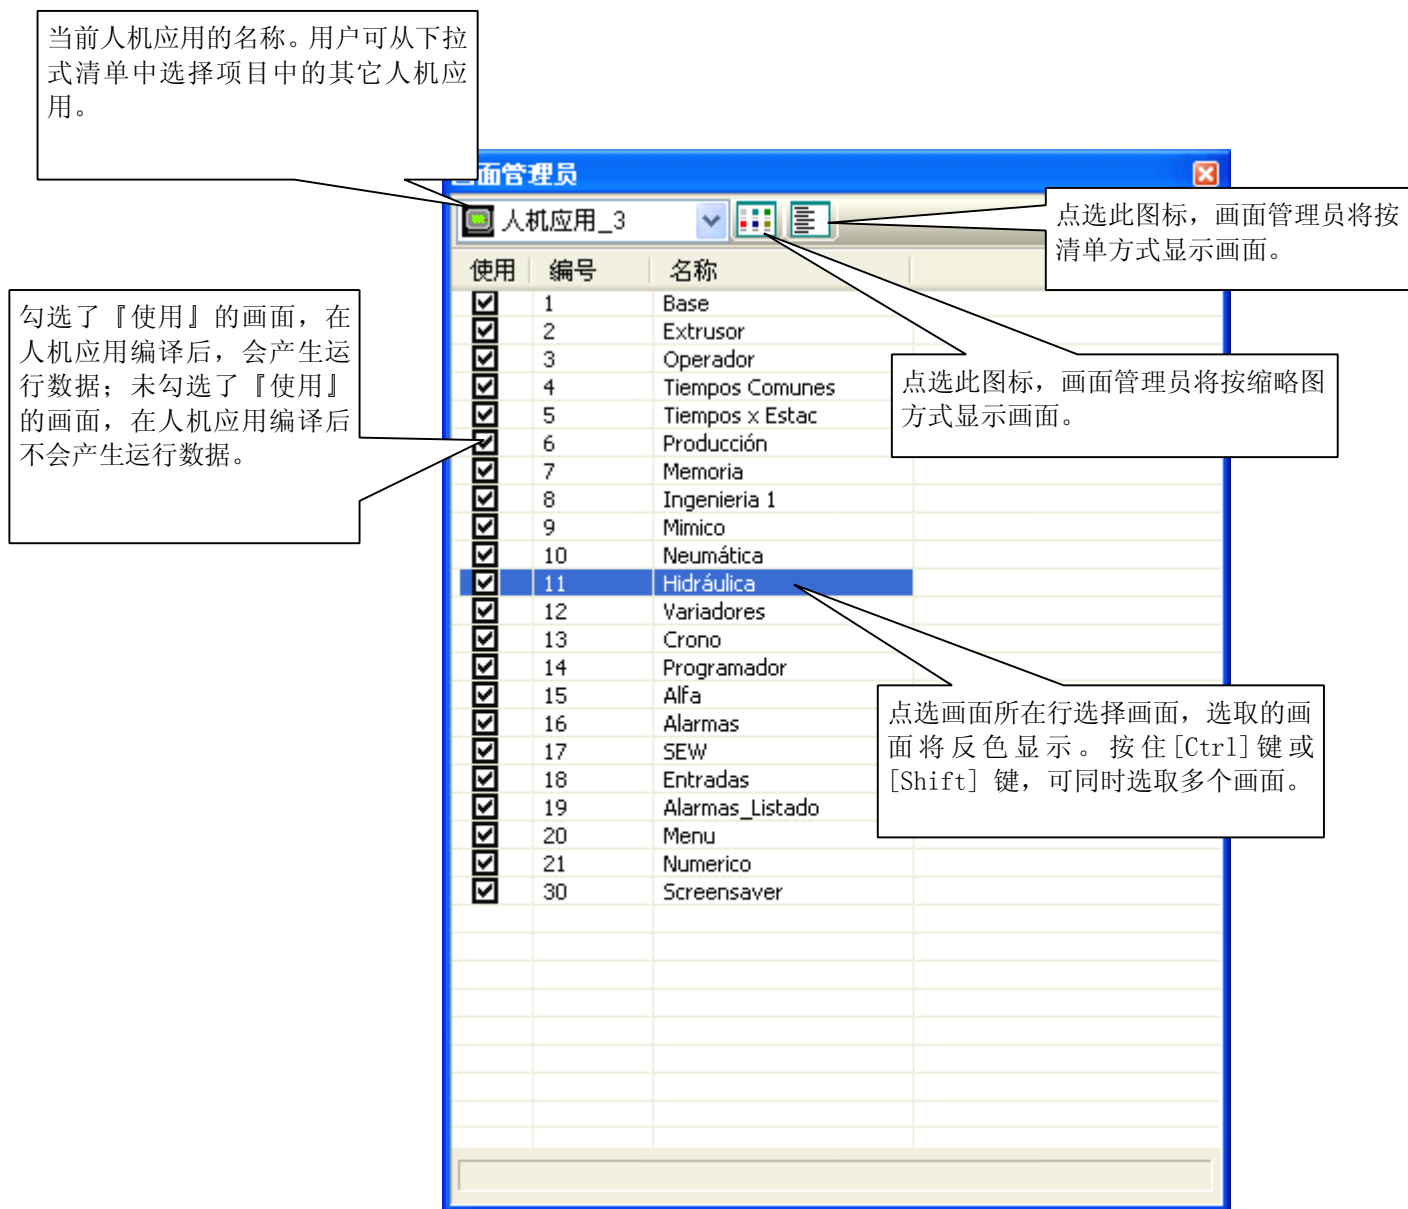 当前人机应用的名称。用户可从下拉
式清单中选择项目中的其它人机应
用。
面管理员
人机应用_3
点选此图标，画面管理员将按
清单方式显示画面。
使用 编号 名称
勾选了『使用』的画面，在
人机应用编译后，会产生运
行数据；未勾选了『使用』
的画面，在人机应用编译后
不会产生运行数据。
点选此图标，画面管理员将按缩略图
方式显示画面。
1 Base
2 Extrusor
3 Operador
4 Tiempos Comunes
5 Tiempos x Estac
6 Producción
7 Memoria
8 Ingenieria 1
9 Mimico
10 Neumática
11 Hidráulica
12 Variadores
13 Crono
14 Programador
15 Alfa
16 Alarmas
17 SEW
18 Entradas
19 Alarmas_Listado
20 Menu
21 Numerico
30 Screensaver
点选画面所在行选择画面，选取的画
面将反色显示。按住[Ctrl]键或
[Shift] 键，可同时选取多个画面。